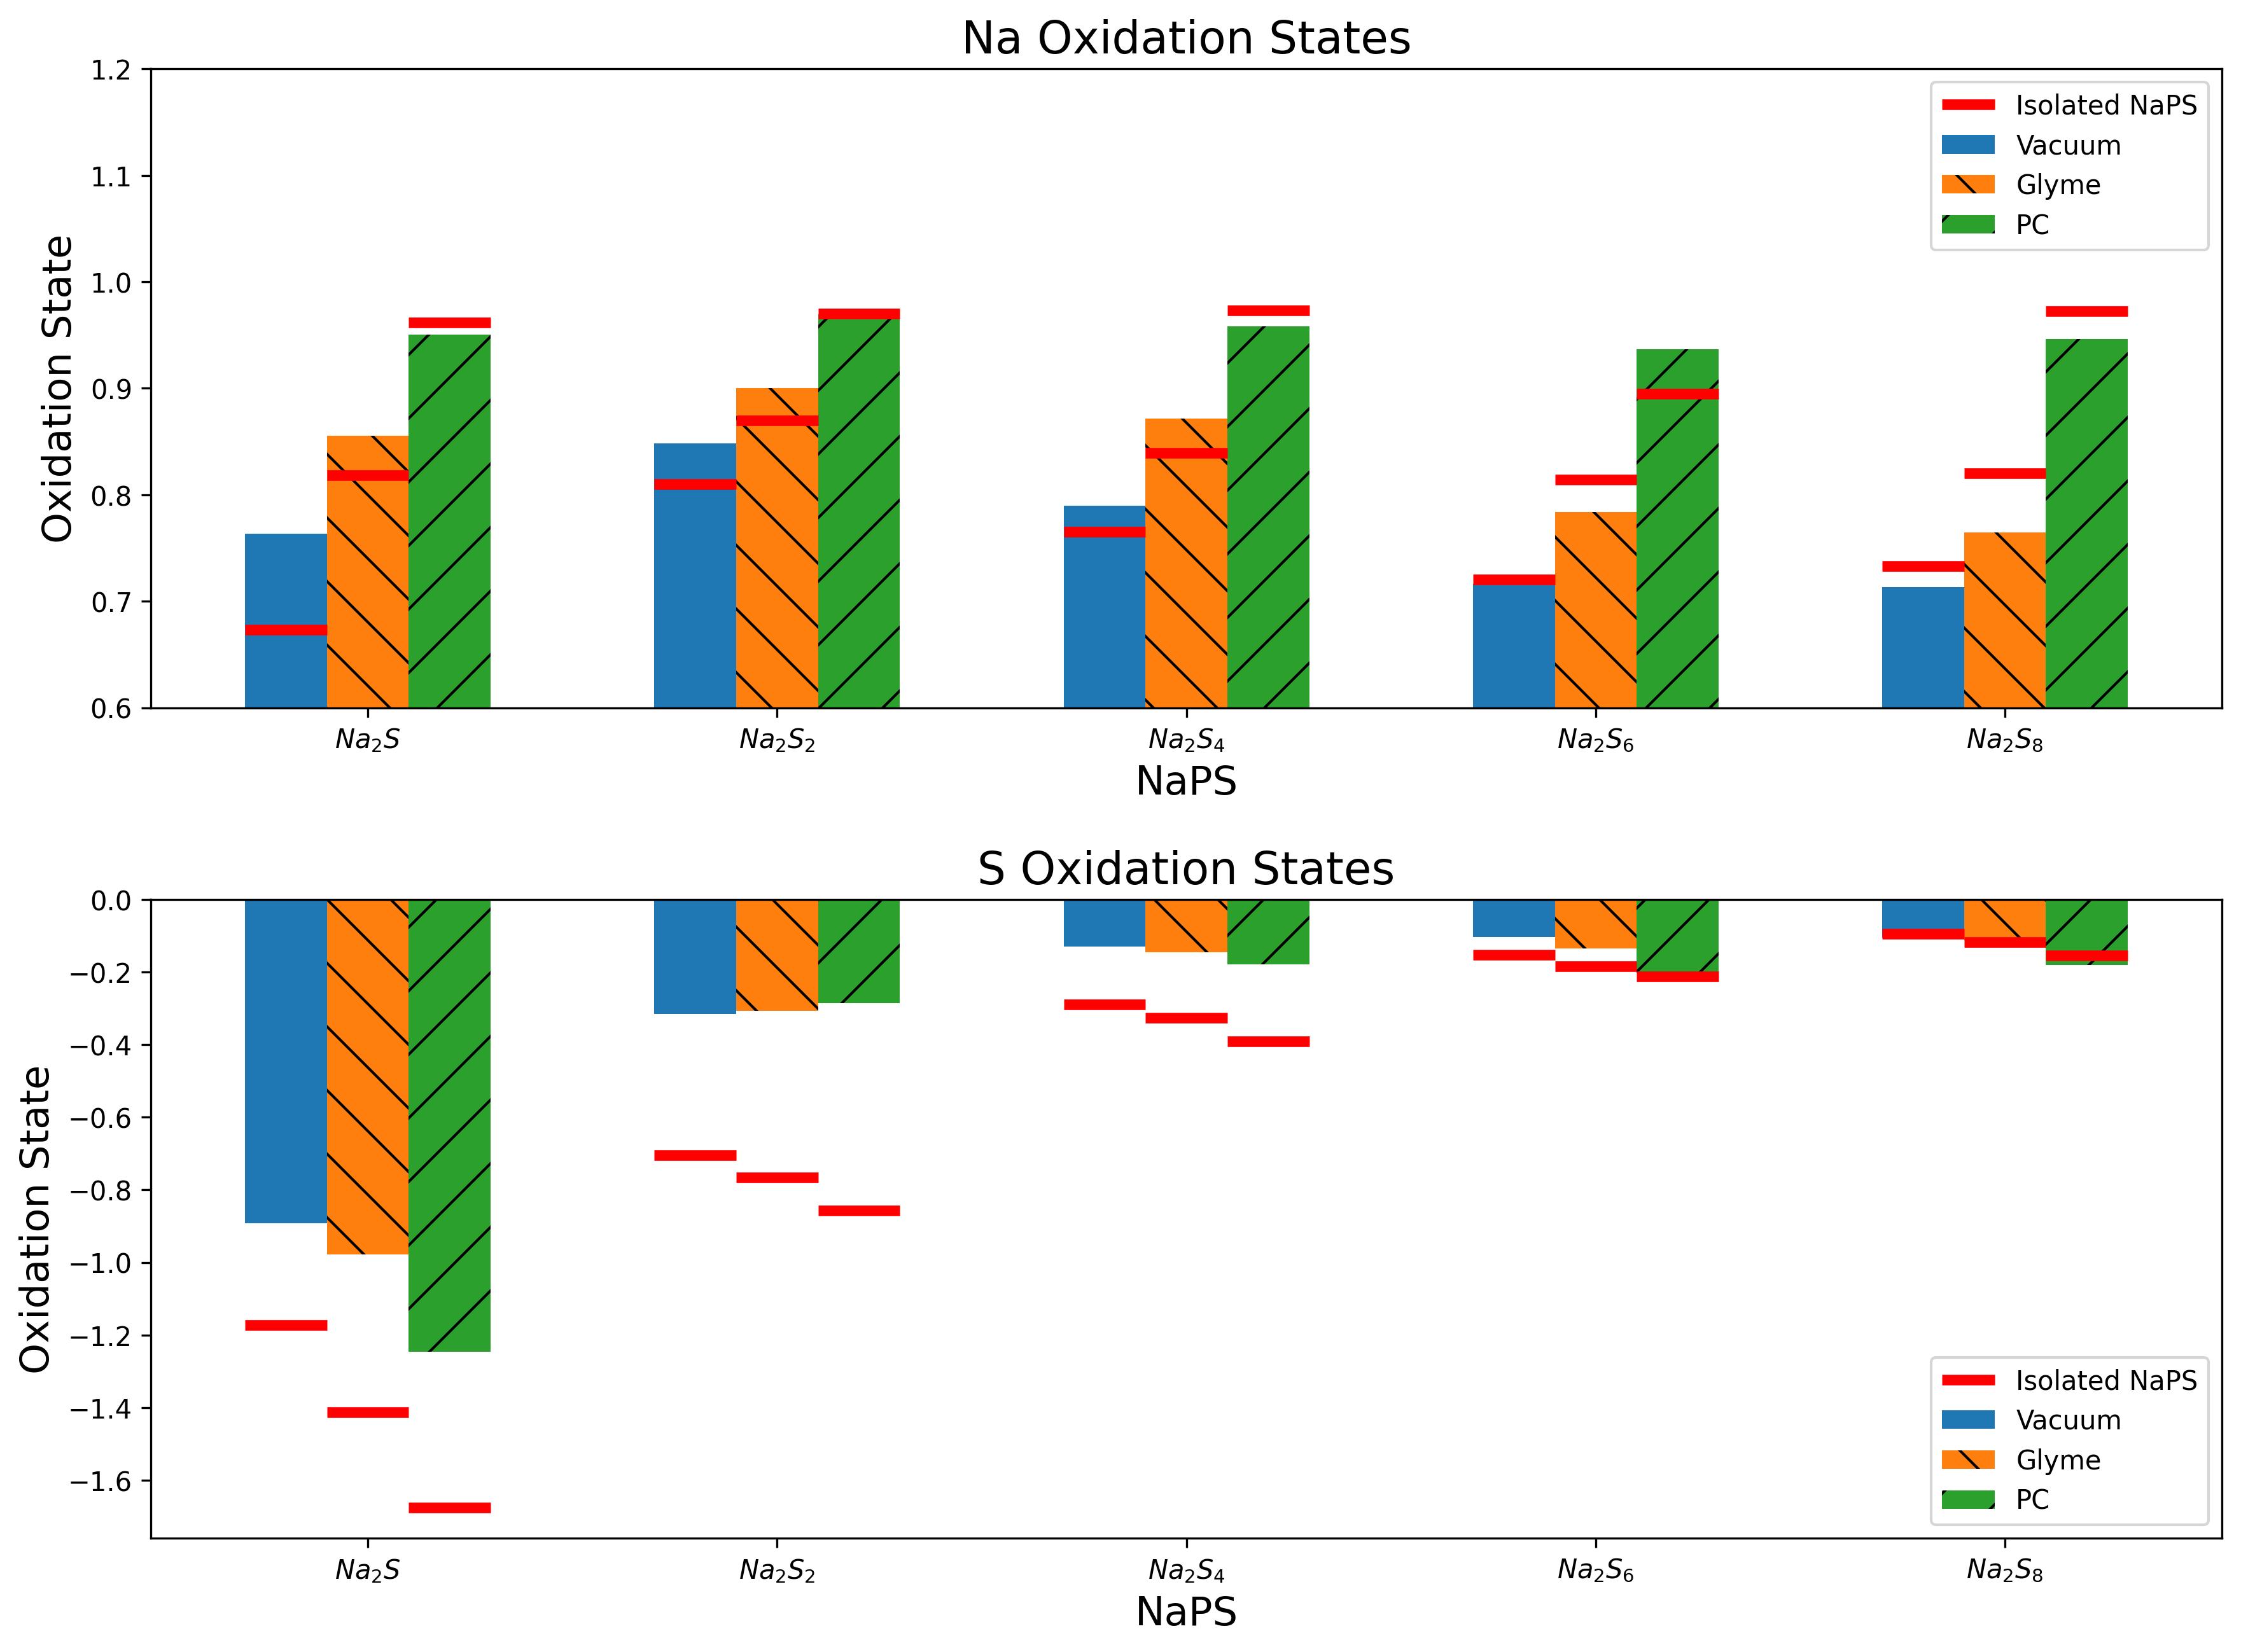 Na Oxidation States
Oxidation State
1.2
1.1
1.0
0.9
0.8
0.7
0.6
Isolated NaPS
Vacuum
Glyme
PC
Na₂S Na₂S₂ Na₂S₄ Na₂S₆ Na₂S₈
NaPS
S Oxidation States
Oxidation State
0.0
−0.2
−0.4
−0.6
−0.8
−1.0
−1.2
−1.4
−1.6
Isolated NaPS
Vacuum
Glyme
PC
Na₂S Na₂S₂ Na₂S₄ Na₂S₆ Na₂S₈
NaPS